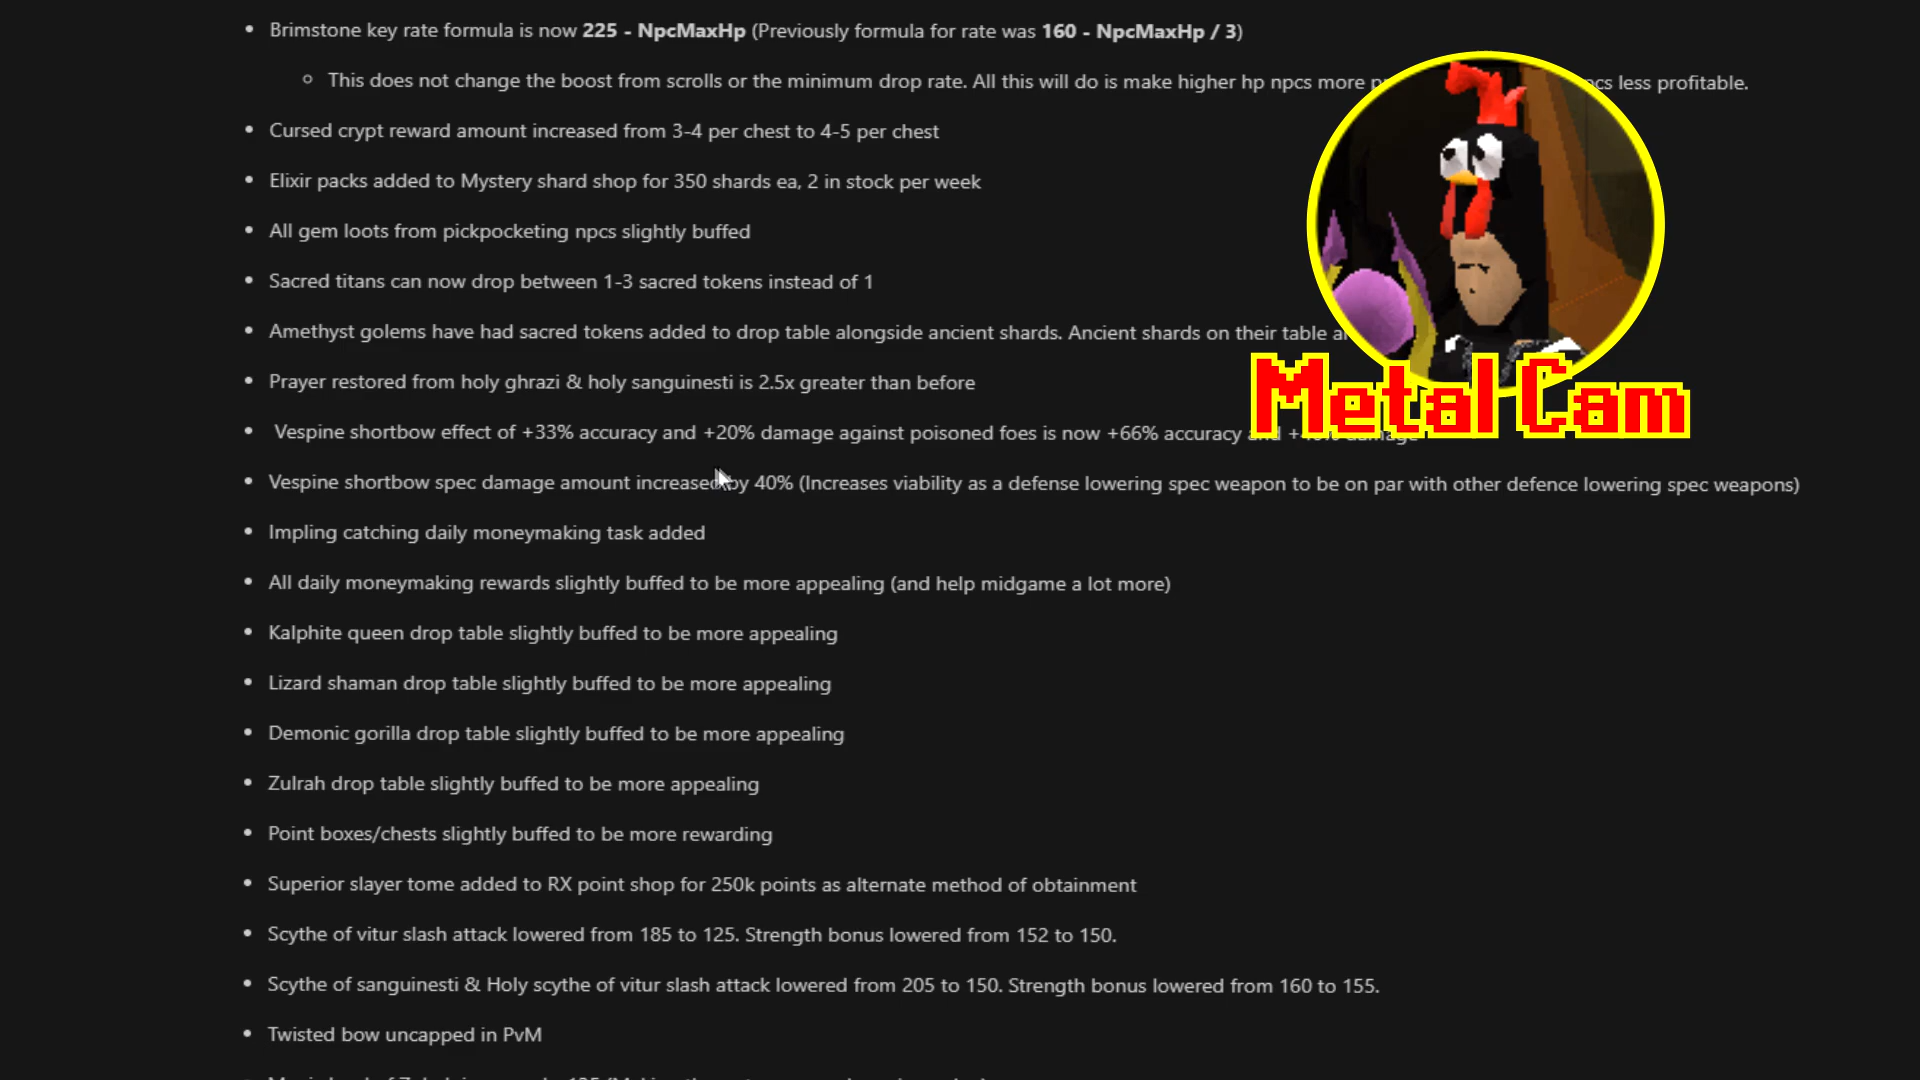 Brimstone key rate formula is now 225 - NpcMaxHp (Previously formula for rate was 160 - NpcMaxHp / 3)
This does not change the boost from scrolls or the minimum drop rate. All this will do is make higher hp npcs more less profitable.
Cursed crypt reward amount increased from 3-4 per chest to 4-5 per chest
Elixir packs added to Mystery shard shop for 350 shards ea, 2 in stock per week
All gem loots from pickpocketing npcs slightly buffed
Sacred titans can now drop between 1-3 sacred tokens instead of 1
Amethyst golems have had sacred tokens added to drop table alongside ancient shards. Ancient shards on their table
Prayer restored from holy ghrazi & holy sanguinesti is 2.5x greater than before
Vespine shortbow effect of +33% accuracy and +20% damage against poisoned foes is now +66% accuracy and
Metal Cam
Vespine shortbow spec damage amount increased by 40% (Increases viability as a defense lowering spec weapon to be on par with other defence lowering spec weapons)
Impling catching daily moneymaking task added
All daily moneymaking rewards slightly buffed to be more appealing (and help midgame a lot more)
Kalphite queen drop table slightly buffed to be more appealing
Lizard shaman drop table slightly buffed to be more appealing
Demonic gorilla drop table slightly buffed to be more appealing
Zulrah drop table slightly buffed to be more appealing
Point boxes/chests slightly buffed to be more rewarding
Superior slayer tome added to RX point shop for 250k points as alternate method of obtainment
Scythe of vitur slash attack lowered from 185 to 125. Strength bonus lowered from 152 to 150.
Scythe of sanguinesti & Holy scythe of vitur slash attack lowered from 205 to 150. Strength bonus lowered from 160 to 155.
Twisted bow uncapped in PvM